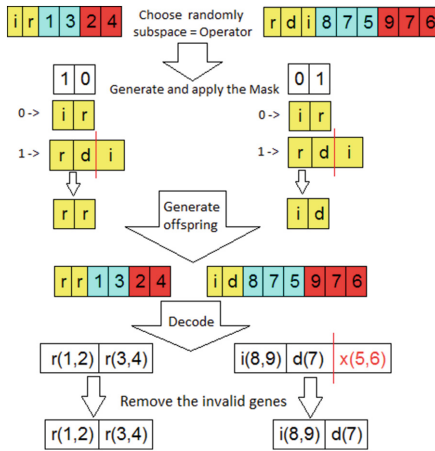 i r 1 3 2 4
Choose randomly
subspace = Operator
r d i 8 7 5 9 7 6
1 0
Generate and apply the Mask
0 1
0 -> i r
0 -> i r
1 -> r d i
1 -> r d i
r r
Generate
offspring
i d
r r 1 3 2 4
i d 8 7 5 9 7 6
Decode
r(1,2) r(3,4)
i(8,9) d(7) x(5,6)
Remove the invalid genes
r(1,2) r(3,4)
i(8,9) d(7)